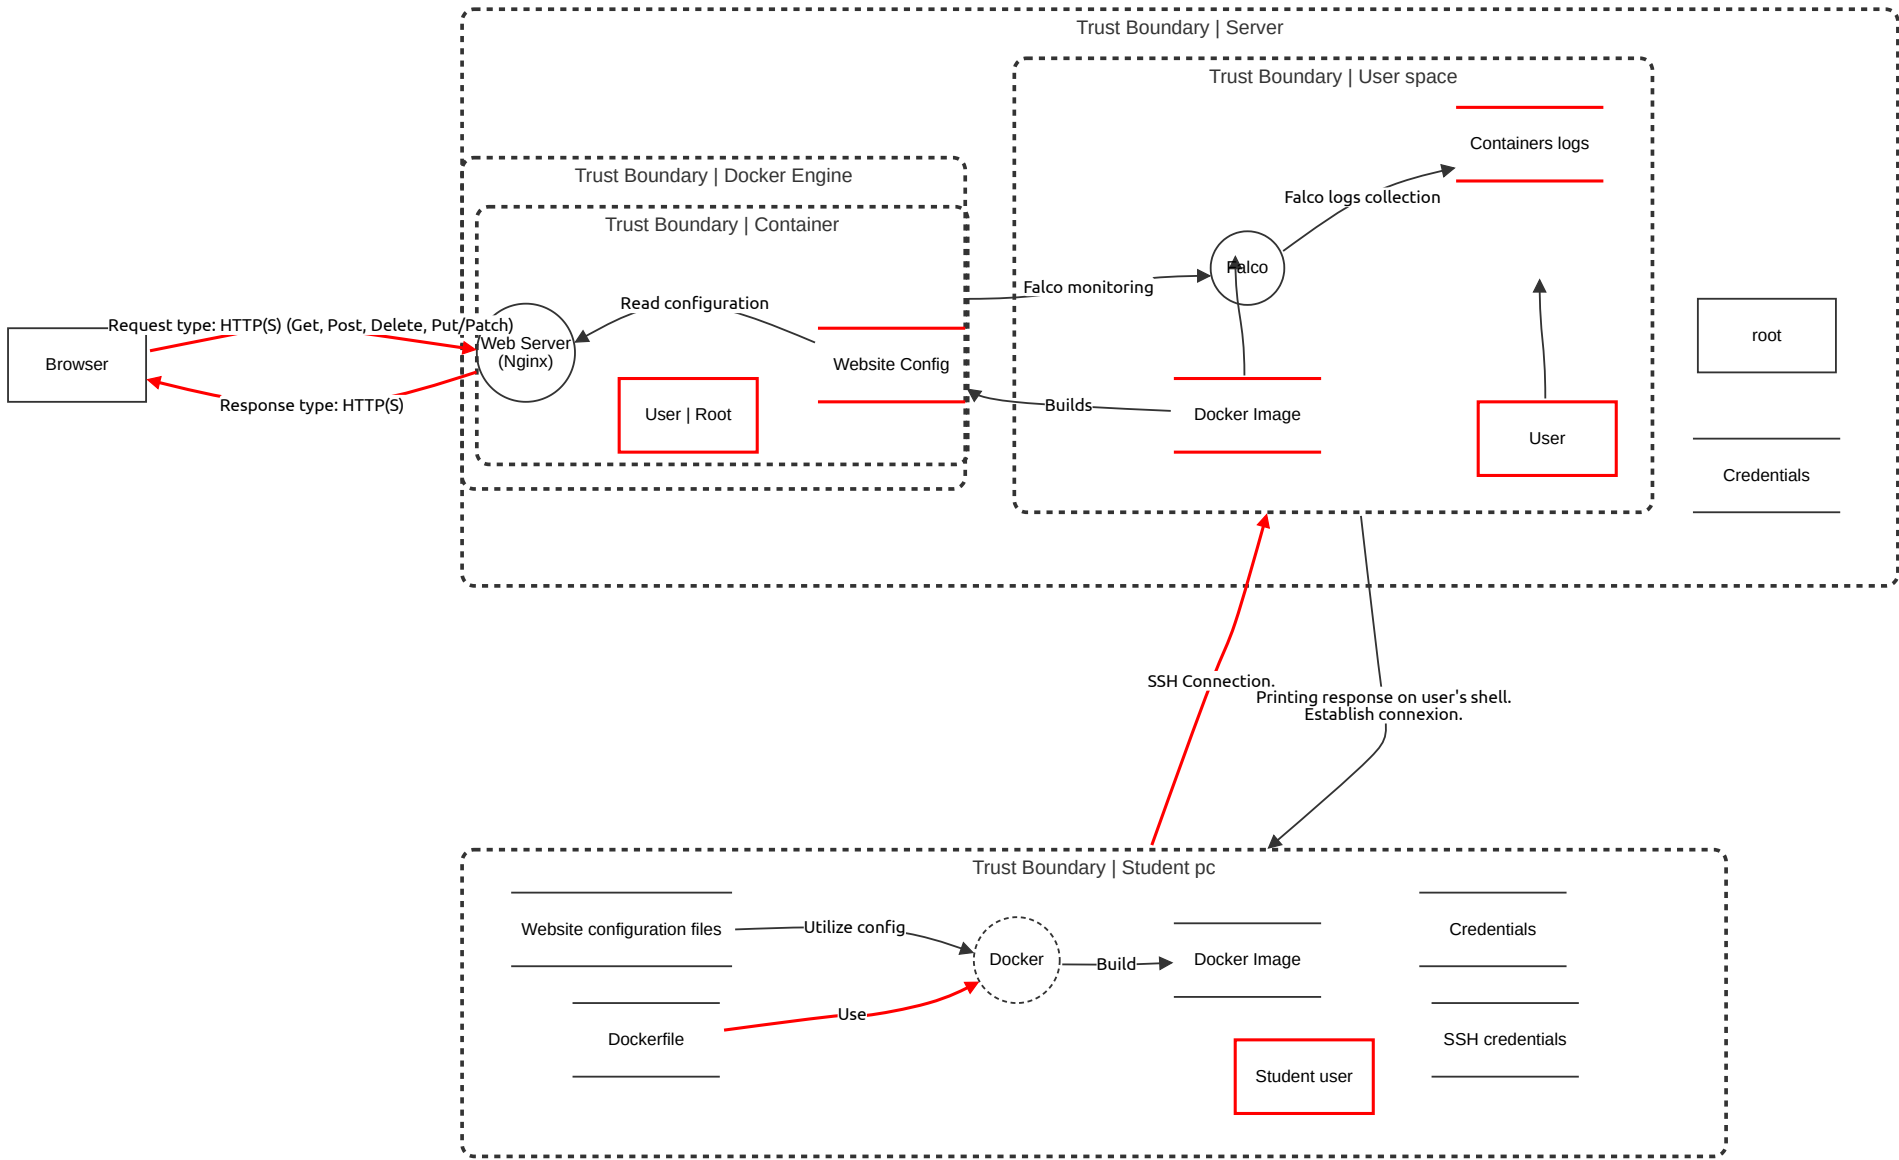 Trust Boundary | Server
Trust Boundary | User space
Containers logs
Trust Boundary | Docker Engine
Falco logs collection
Trust Boundary | Container
Falco
Falco monitoring
Read configuration
Request type: HTTP(S) (Get, Post, Delete, Put/Patch)
root
Web Server
(Nginx)
Browser
Website Config
Response type: HTTP(S)
Builds
User | Root
Docker Image
User
Credentials
SSH Connection.
Printing response on user's shell.
Establish connexion.
Trust Boundary | Student pc
Website configuration files
Utilize config
Credentials
Docker
Build
Docker Image
Use
Dockerfile
SSH credentials
Student user